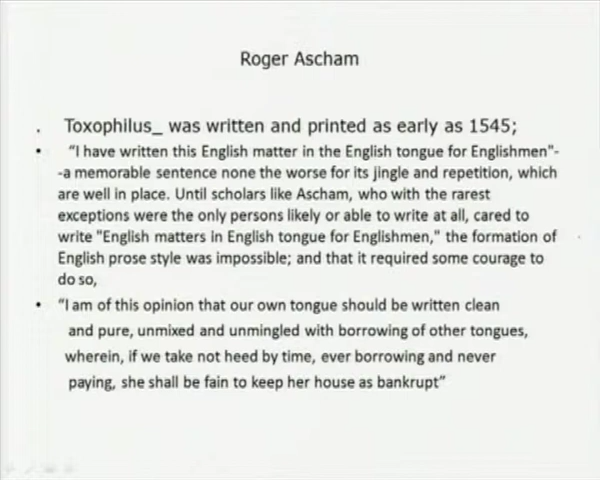 Roger Ascham
. Toxophilus_ was written and printed as early as 1545;
• "I have written this English matter in the English tongue for Englishmen"-
-a memorable sentence none the worse for its jingle and repetition, which
are well in place. Until scholars like Ascham, who with the rarest
exceptions were the only persons likely or able to write at all, cared to
write "English matters in English tongue for Englishmen," the formation of
English prose style was impossible; and that it required some courage to
do so,
• "I am of this opinion that our own tongue should be written clean
and pure, unmixed and unmingled with borrowing of other tongues,
wherein, if we take not heed by time, ever borrowing and never
paying, she shall be fain to keep her house as bankrupt"